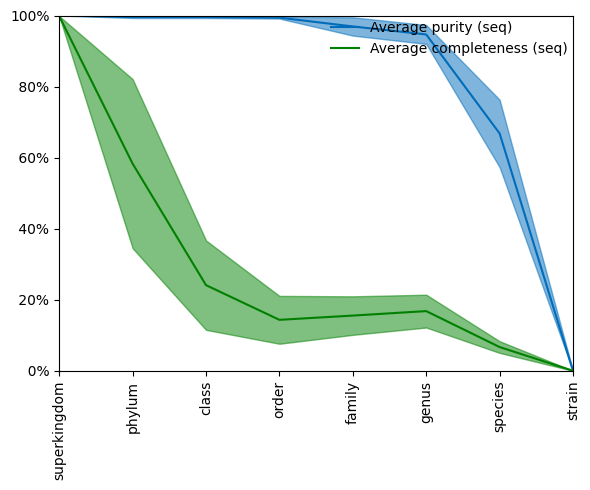 100%
Average purity (seq)
Average completeness (seq)
80%
60%
40%
20%
0%
superkingdom
phylum
class
order
family
genus
species
strain